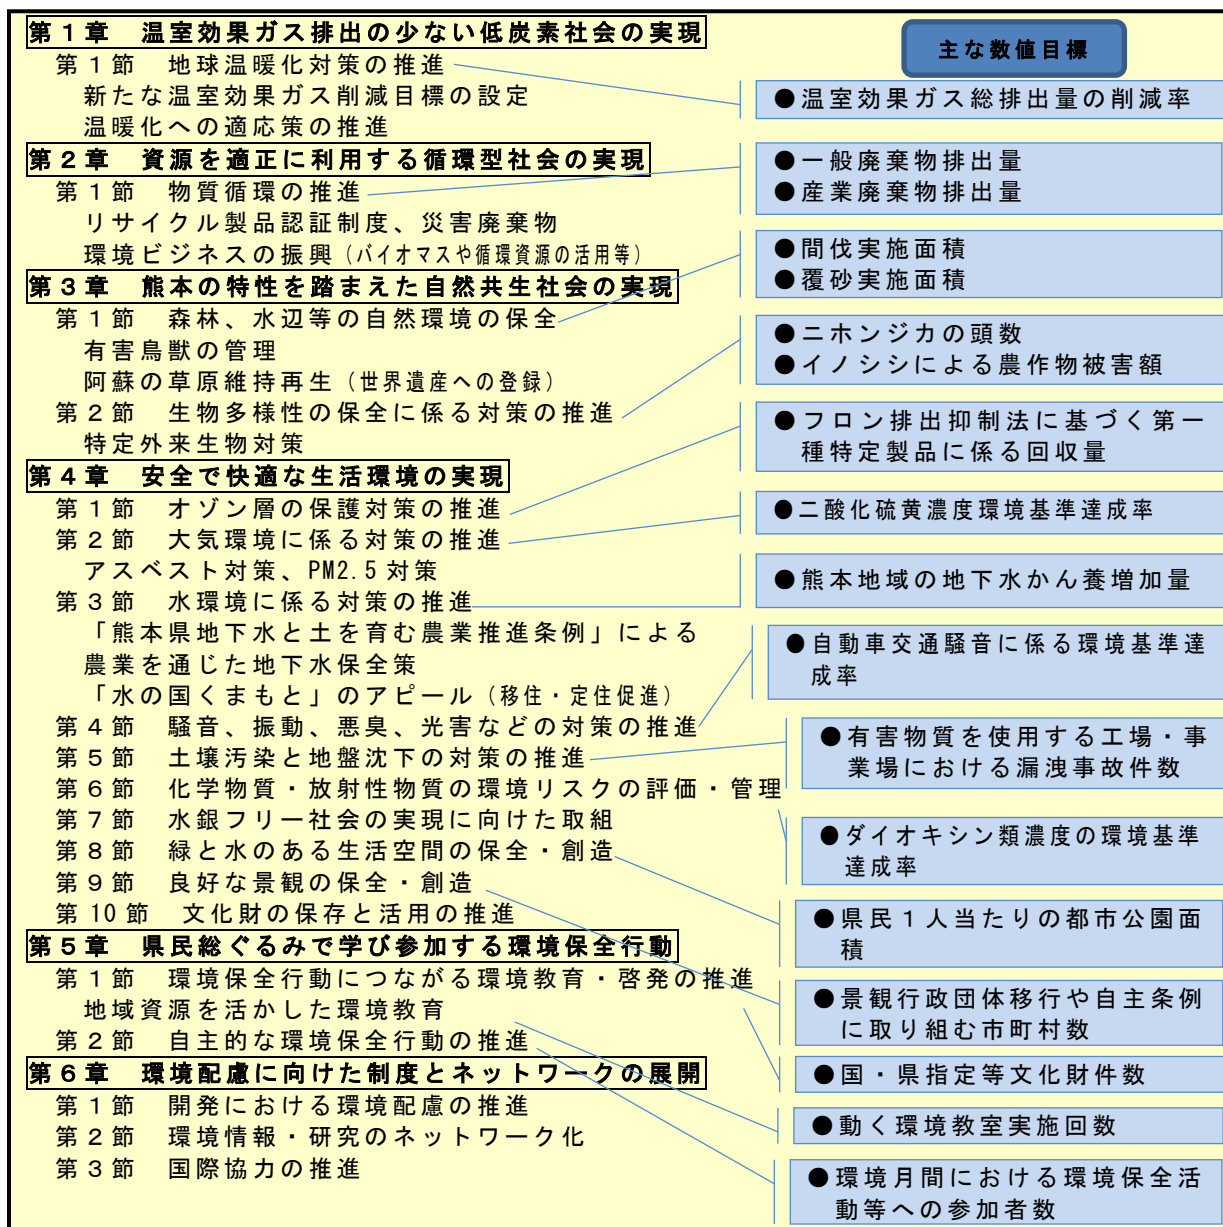 第１章　温室効果ガス排出の少ない低炭素社会の実現
第１節　地球温暖化対策の推進
新たな温室効果ガス削減目標の設定
温暖化への適応策の推進
第２章　資源を適正に利用する循環型社会の実現
第１節　物質循環の推進
リサイクル製品認証制度、災害廃棄物
環境ビジネスの振興（バイオマスや循環資源の活用等）
第３章　熊本の特性を踏まえた自然共生社会の実現
第１節　森林、水辺等の自然環境の保全
有害鳥獣の管理
阿蘇の草原維持再生（世界遺産への登録）
第２節　生物多様性の保全に係る対策の推進
特定外来生物対策
第４章　安全で快適な生活環境の実現
第１節　オゾン層の保護対策の推進
第２節　大気環境に係る対策の推進
アスベスト対策、PM2.5 対策
第３節　水環境に係る対策の推進
「熊本県地下水と土を育む農業推進条例」による
農業を通じた地下水保全策
「水の国くまもと」のアピール（移住・定住促進）
第４節　騒音、振動、悪臭、光害などの対策の推進
第５節　土壌汚染と地盤沈下の対策の推進
第６節　化学物質・放射性物質の環境リスクの評価・管理
第７節　水銀フリー社会の実現に向けた取組
第８節　緑と水のある生活空間の保全・創造
第９節　良好な景観の保全・創造
第 10 節　文化財の保存と活用の推進
第５章　県民総ぐるみで学び参加する環境保全行動
第１節　環境保全行動につながる環境教育・啓発の推進
地域資源を活かした環境教育
第２節　自主的な環境保全行動の推進
第６章　環境配慮に向けた制度とネットワークの展開
第１節　開発における環境配慮の推進
第２節　環境情報・研究のネットワーク化
第３節　国際協力の推進
主な数値目標
●温室効果ガス総排出量の削減率
●一般廃棄物排出量
●産業廃棄物排出量
●間伐実施面積
●覆砂実施面積
●ニホンジカの頭数
●イノシシによる農作物被害額
●フロン排出抑制法に基づく第一
種特定製品に係る回収量
●二酸化硫黄濃度環境基準達成率
●熊本地域の地下水かん養増加量
●自動車交通騒音に係る環境基準達
成率
●有害物質を使用する工場・事
業場における漏洩事故件数
●ダイオキシン類濃度の環境基準
達成率
●県民１人当たりの都市公園面
積
●景観行政団体移行や自主条例
に取り組む市町村数
●国・県指定等文化財件数
●動く環境教室実施回数
●環境月間における環境保全活
動等への参加者数